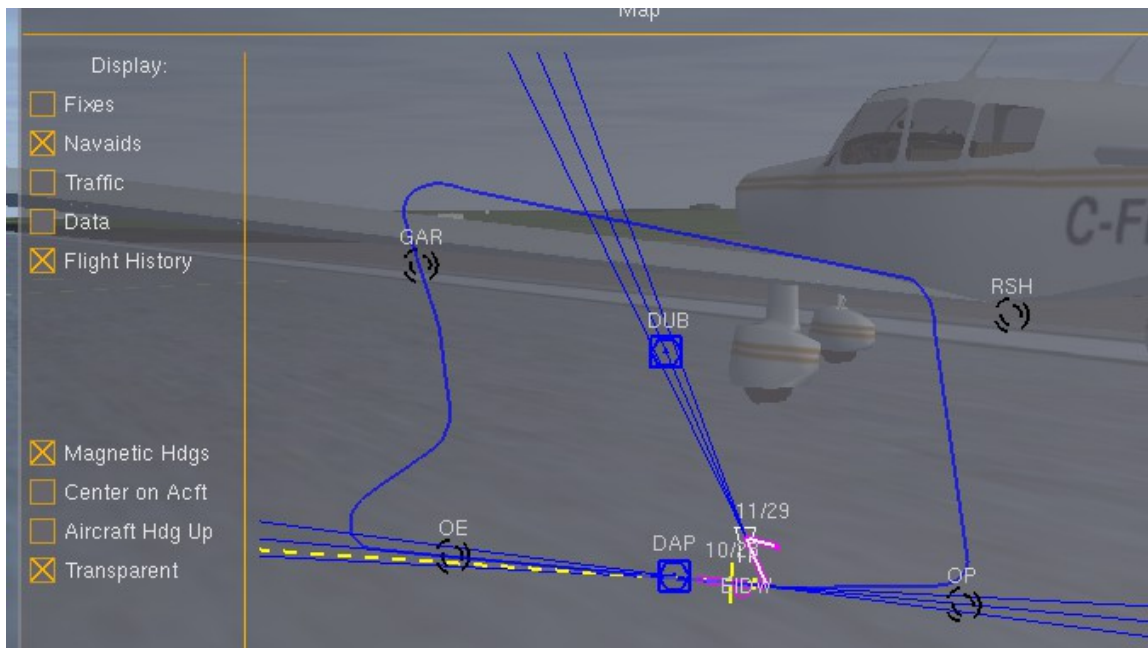 Map
Display:
Fixes
Navaids
Traffic
Data
Flight History
Magnetic Hdgs
Center on Acft
Aircraft Hdg Up
Transparent
GAR
RSH
DUB
11/29
OE
DAP
EIDW
OP